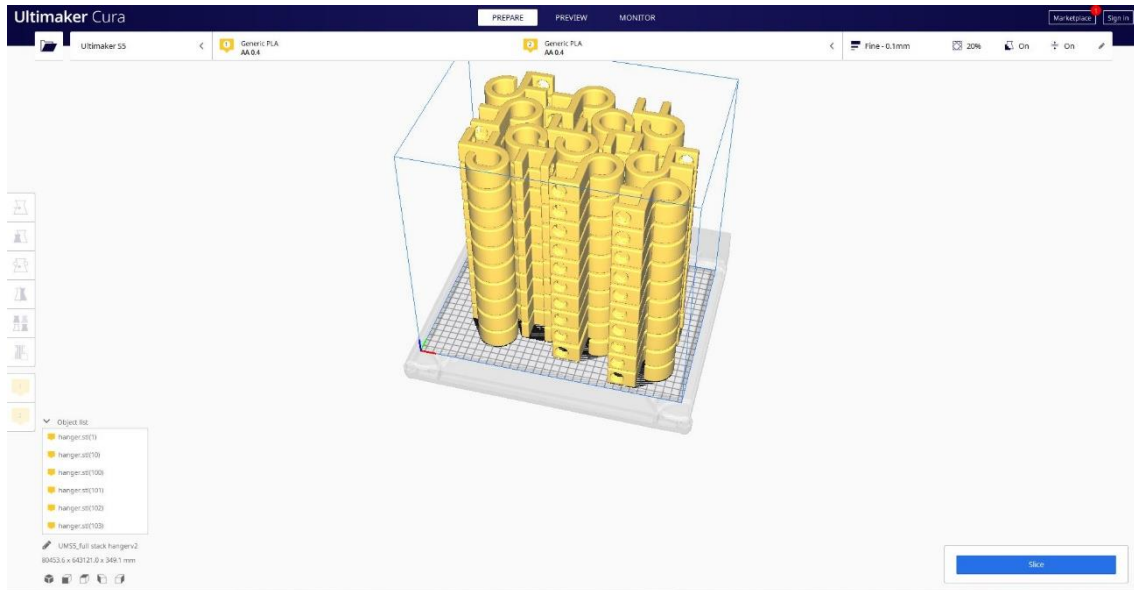 Ultimaker Cura
PREPARE PREVIEW MONITOR
Marketplace 1 Sign in
Ultimaker S5
1 Generic PLA
AA 0.4
2 Generic PLA
AA 0.4
Fine - 0.1mm 20% On On
Object list
hanger.stl(1)
hanger.stl(10)
hanger.stl(100)
hanger.stl(101)
hanger.stl(102)
hanger.stl(103)
UMS5_full stack hangerv2
80453.6 x 643121.0 x 349.1 mm
Slice